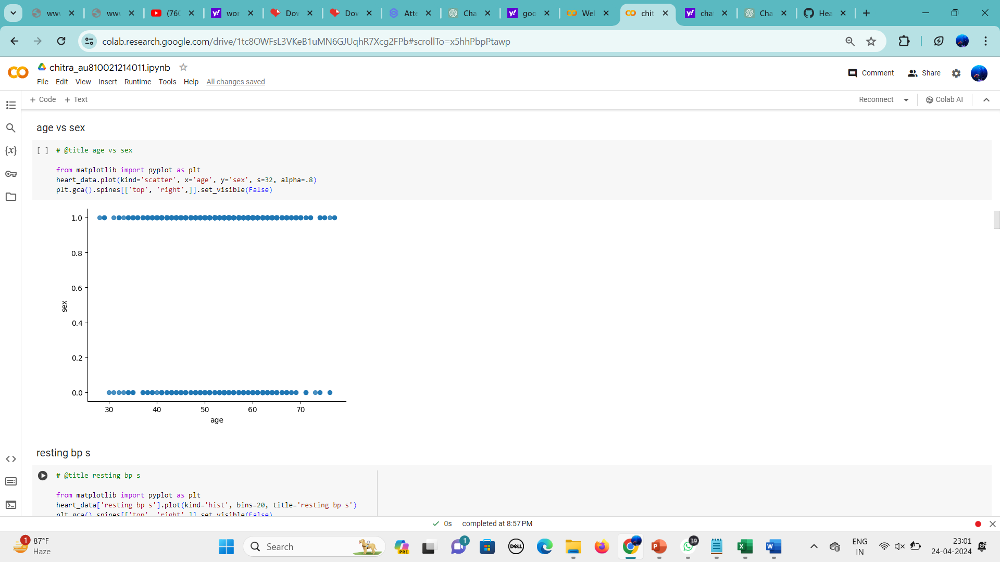 www
www
(760
wor
Dov
Dov
Atte
Cha
goo
Wel
chit
cha
Cha
Hea
colab.research.google.com/drive/1tc8OWFsL3VKeB1uMN6GJUqhR7Xcg2FPb#scrollTo=x5hhPbpPtawp
chitra_au810021214011.ipynb
File Edit View Insert Runtime Tools Help All changes saved
Comment Share
+ Code + Text
Reconnect Colab AI
age vs sex
[ ] # @title age vs sex
from matplotlib import pyplot as plt
heart_data.plot(kind='scatter', x='age', y='sex', s=32, alpha=.8)
plt.gca().spines[['top', 'right',]].set_visible(False)
1.0
0.8
0.6
0.4
0.2
0.0
sex
30 40 50 60 70
age
resting bp s
# @title resting bp s
from matplotlib import pyplot as plt
heart_data['resting bp s'].plot(kind='hist', bins=20, title='resting bp s')
plt.gca().spines[['top', 'right',]].set_visible(False)
0s completed at 8:57 PM
1
87°F
Haze
Search
PRE
1
DELL
39
ENG
IN
23:01
24-04-2024